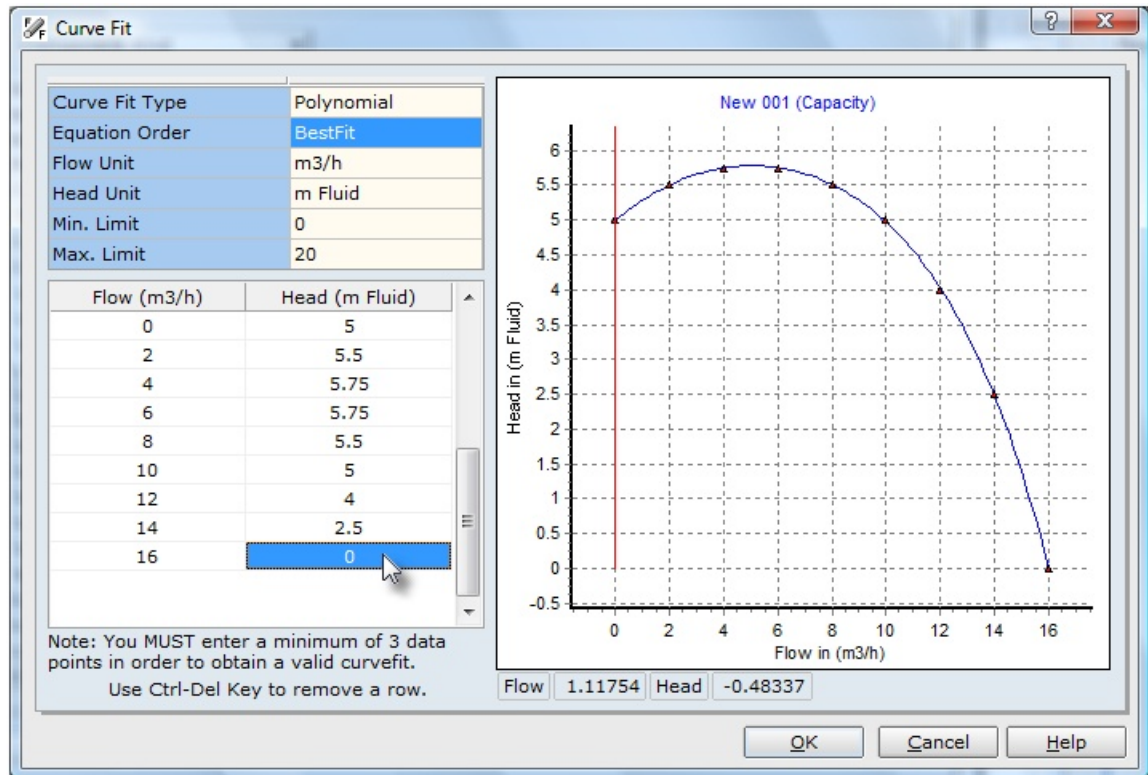 Curve Fit
Curve Fit Type Polynomial
Equation Order BestFit
Flow Unit m3/h
Head Unit m Fluid
Min. Limit 0
Max. Limit 20
Flow (m3/h) Head (m Fluid)
0 5
2 5.5
4 5.75
6 5.75
8 5.5
10 5
12 4
14 2.5
16 0
Note: You MUST enter a minimum of 3 data
points in order to obtain a valid curvefit.
Use Ctrl-Del Key to remove a row.
New 001 (Capacity)
Head in (m Fluid)
6
5.5
5
4.5
4
3.5
3
2.5
2
1.5
1
0.5
0
-0.5
0 2 4 6 8 10 12 14 16
Flow in (m3/h)
Flow 1.11754 Head -0.48337
OK Cancel Help